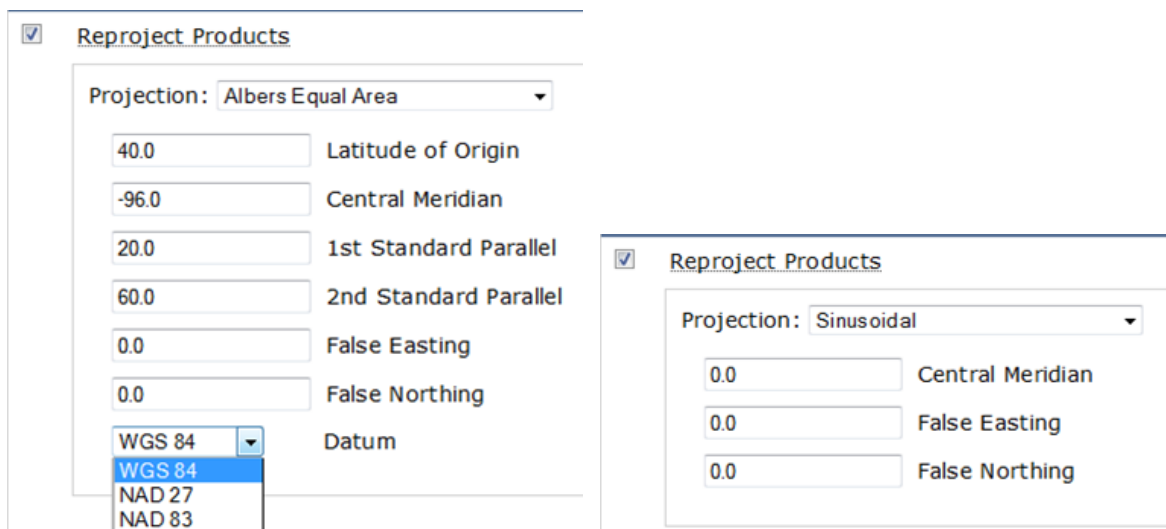 Reproject Products
Projection: Albers Equal Area
40.0 Latitude of Origin
-96.0 Central Meridian
20.0 1st Standard Parallel
60.0 2nd Standard Parallel
0.0 False Easting
0.0 False Northing
WGS 84 Datum
WGS 84
NAD 27
NAD 83
Reproject Products
Projection: Sinusoidal
0.0 Central Meridian
0.0 False Easting
0.0 False Northing